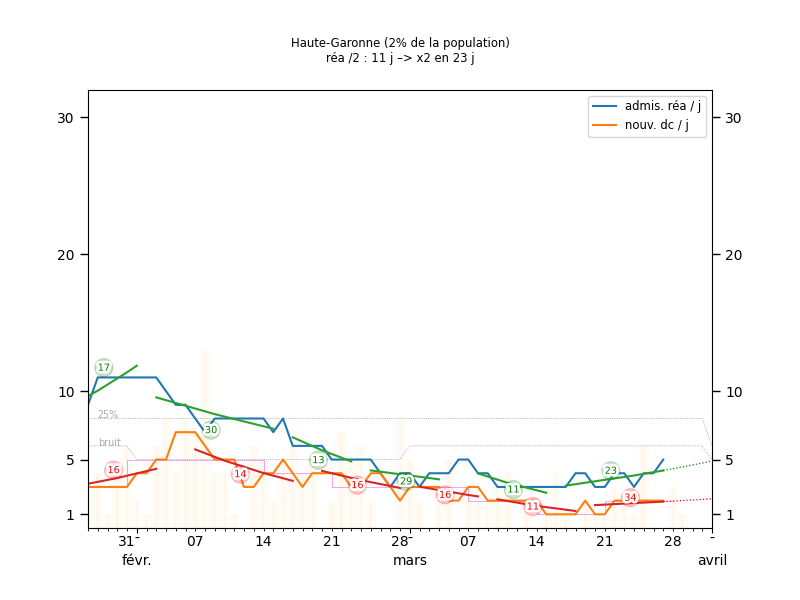 Haute-Garonne (2% de la population)
réa /2 : 11 j –> x2 en 23 j
admis. réa / j
nouv. dc / j
30 30
20 20
17
10 10
25%
30
bruit
5 5
16 14 13 16 29 16 11 11 23 34
1 1
31 07 14 21 28 07 14 21 28
févr. mars avril